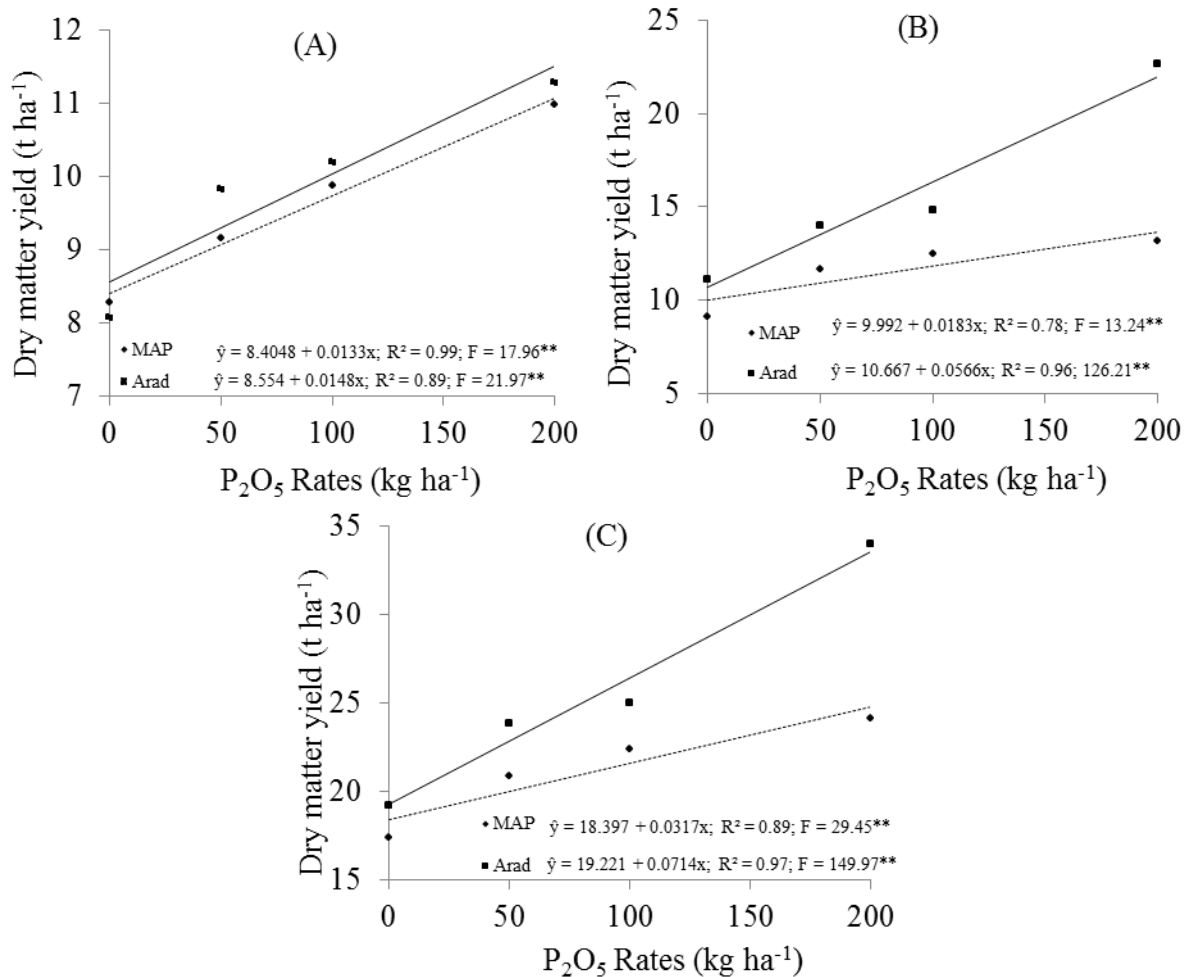 (A)
Dry matter yield (t ha⁻¹)
12
11
10
9
8
7
MAP ŷ = 8.4048 + 0.0133x; R² = 0.99; F = 17.96**
Arad ŷ = 8.554 + 0.0148x; R² = 0.89; F = 21.97**
0 50 100 150 200
P₂O₅ Rates (kg ha⁻¹)
(B)
Dry matter yield (t ha⁻¹)
25
20
15
10
5
MAP ŷ = 9.992 + 0.0183x; R² = 0.78; F = 13.24**
Arad ŷ = 10.667 + 0.0566x; R² = 0.96; 126.21**
0 50 100 150 200
P₂O₅ Rates (kg ha⁻¹)
(C)
Dry matter yield (t ha⁻¹)
35
30
25
20
15
MAP ŷ = 18.397 + 0.0317x; R² = 0.89; F = 29.45**
Arad ŷ = 19.221 + 0.0714x; R² = 0.97; F = 149.97**
0 50 100 150 200
P₂O₅ Rates (kg ha⁻¹)